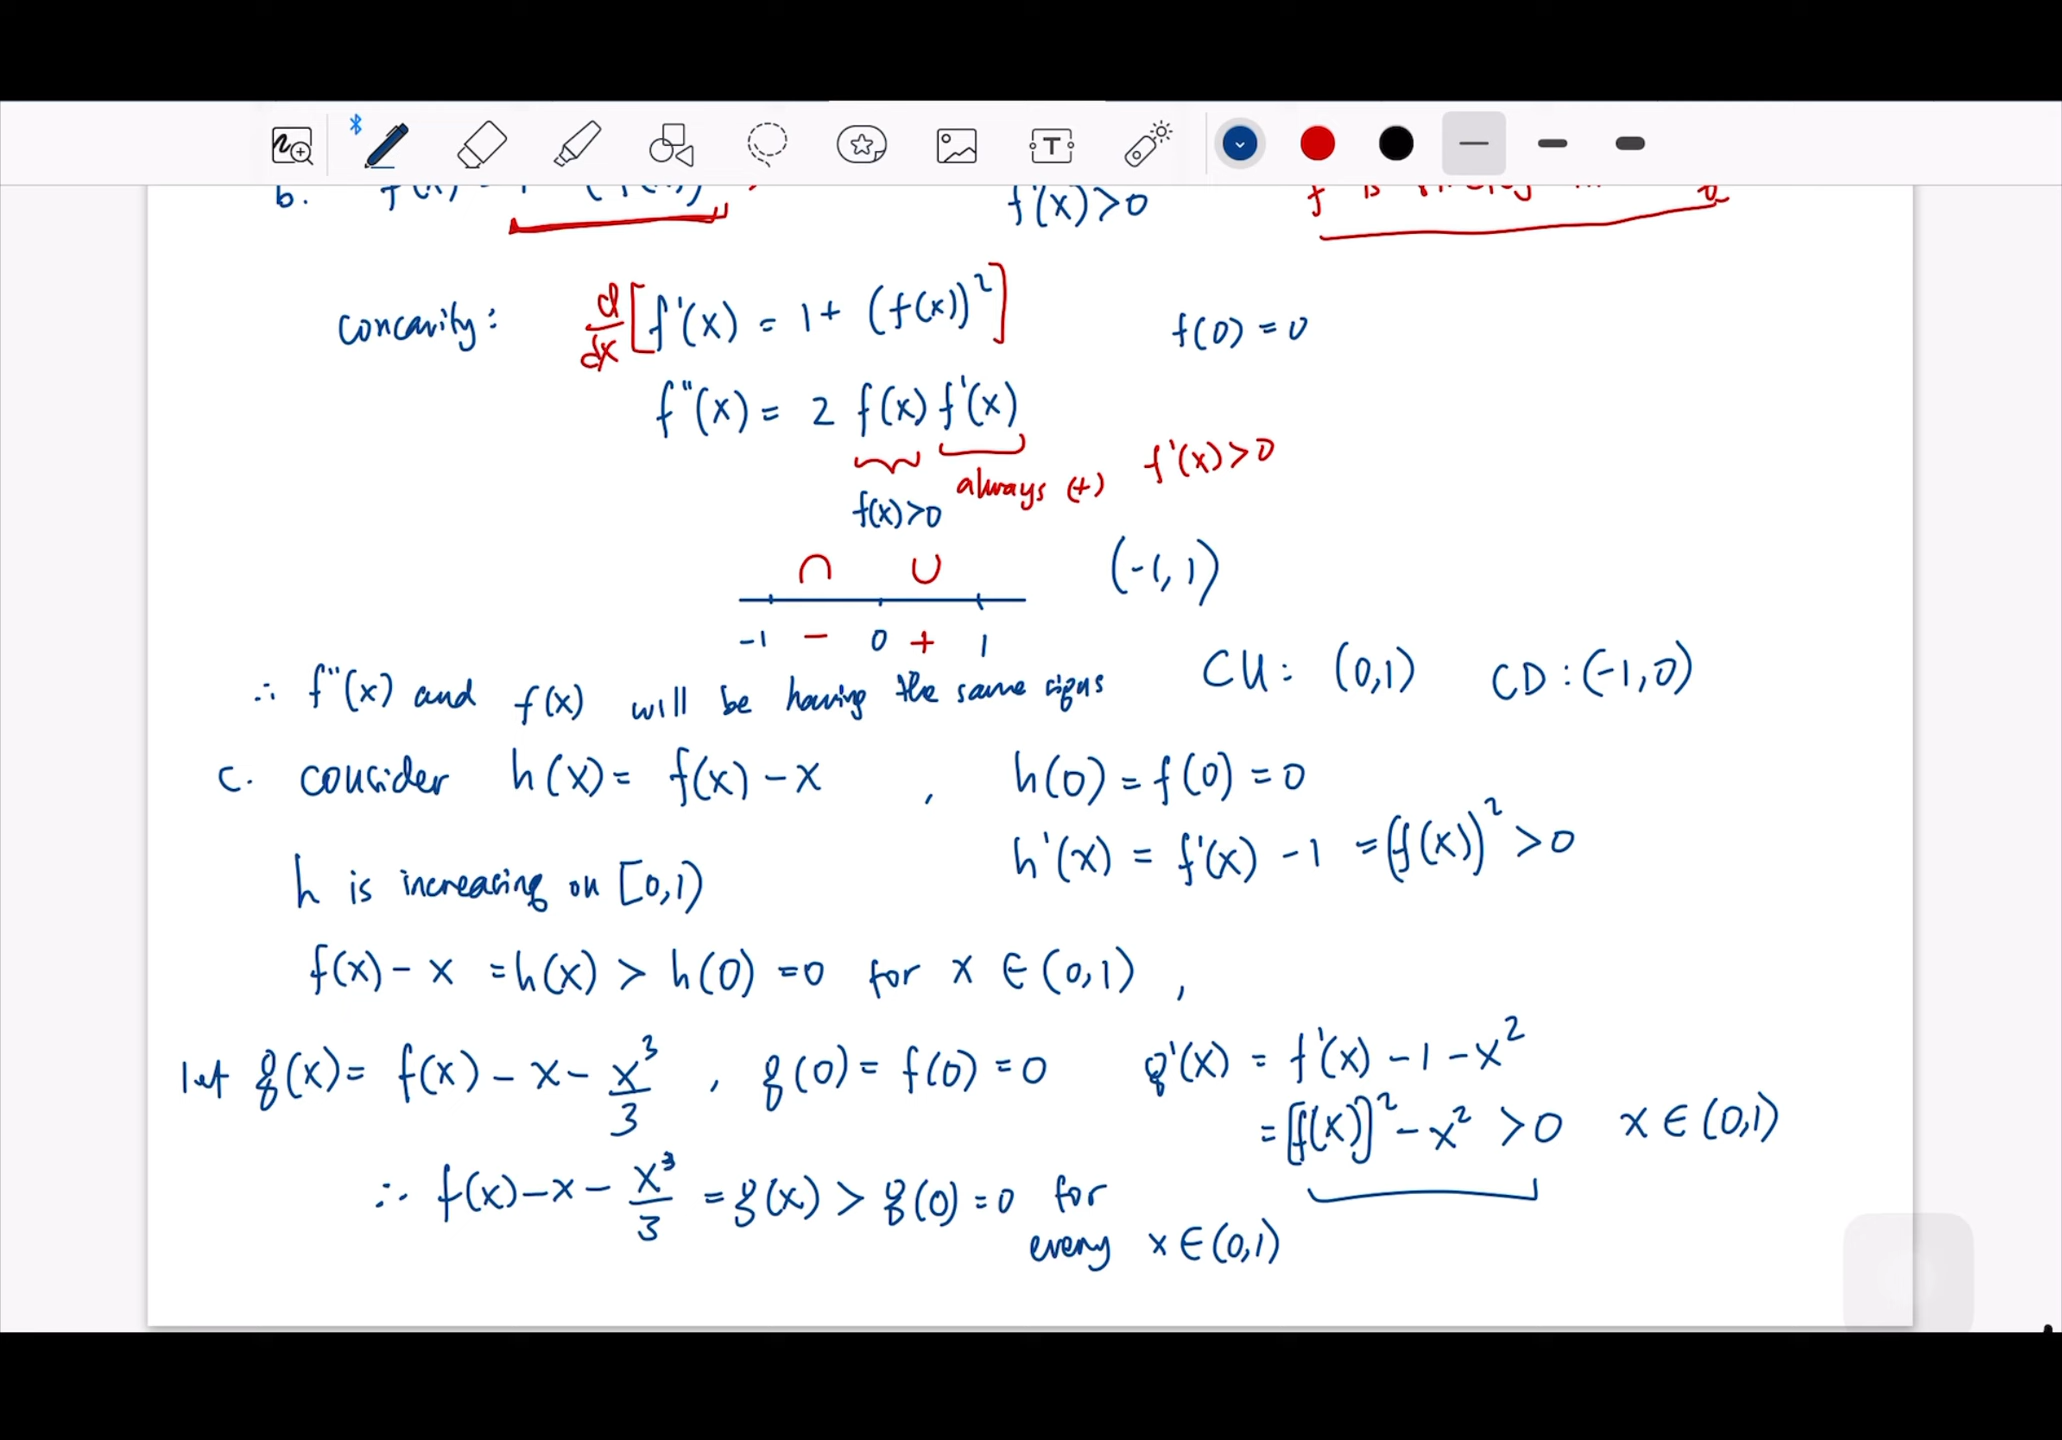 b. f'(x) = 1 + (f(x))² f'(x)>0 f is
concavity: d/dx [f'(x) = 1 + (f(x))²] f(0) = 0
f"(x) = 2 f(x) f'(x)
always (+) f'(x)>0
f(x)>0
∩ ∪ (-1, 1)
-1 − 0 + 1
∴ f"(x) and f(x) will be having the same signs CU: (0,1) CD: (-1,0)
c. consider h(x) = f(x) - x , h(0) = f(0) = 0
h'(x) = f'(x) - 1 = (f(x))² > 0
h is increasing on [0,1)
f(x) - x = h(x) > h(0) = 0 for x ∈ (0,1) ,
let g(x) = f(x) - x - x³/3 , g(0) = f(0) = 0 g'(x) = f'(x) - 1 - x²
= [f(x)]² - x² > 0 x ∈ (0,1)
∴ f(x) - x - x³/3 = g(x) > g(0) = 0 for
every x ∈ (0,1)